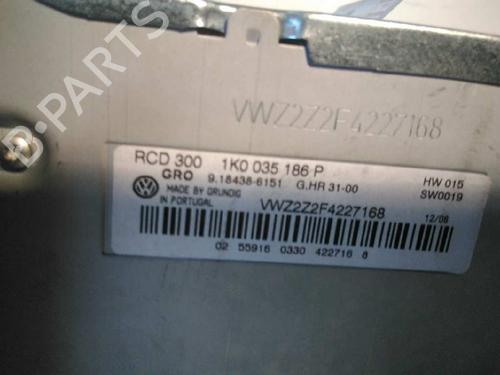 VWZ2Z2F4227168
RCD 300 1K0 035 186 P
GRO 9.18438-6151 G.HR 31-00 HW 015
MADE BY GRUNDIG SW0019
IN PORTUGAL VWZ2Z2F4227168 12/08
02 55916 0330 422716 8
B-PARTS